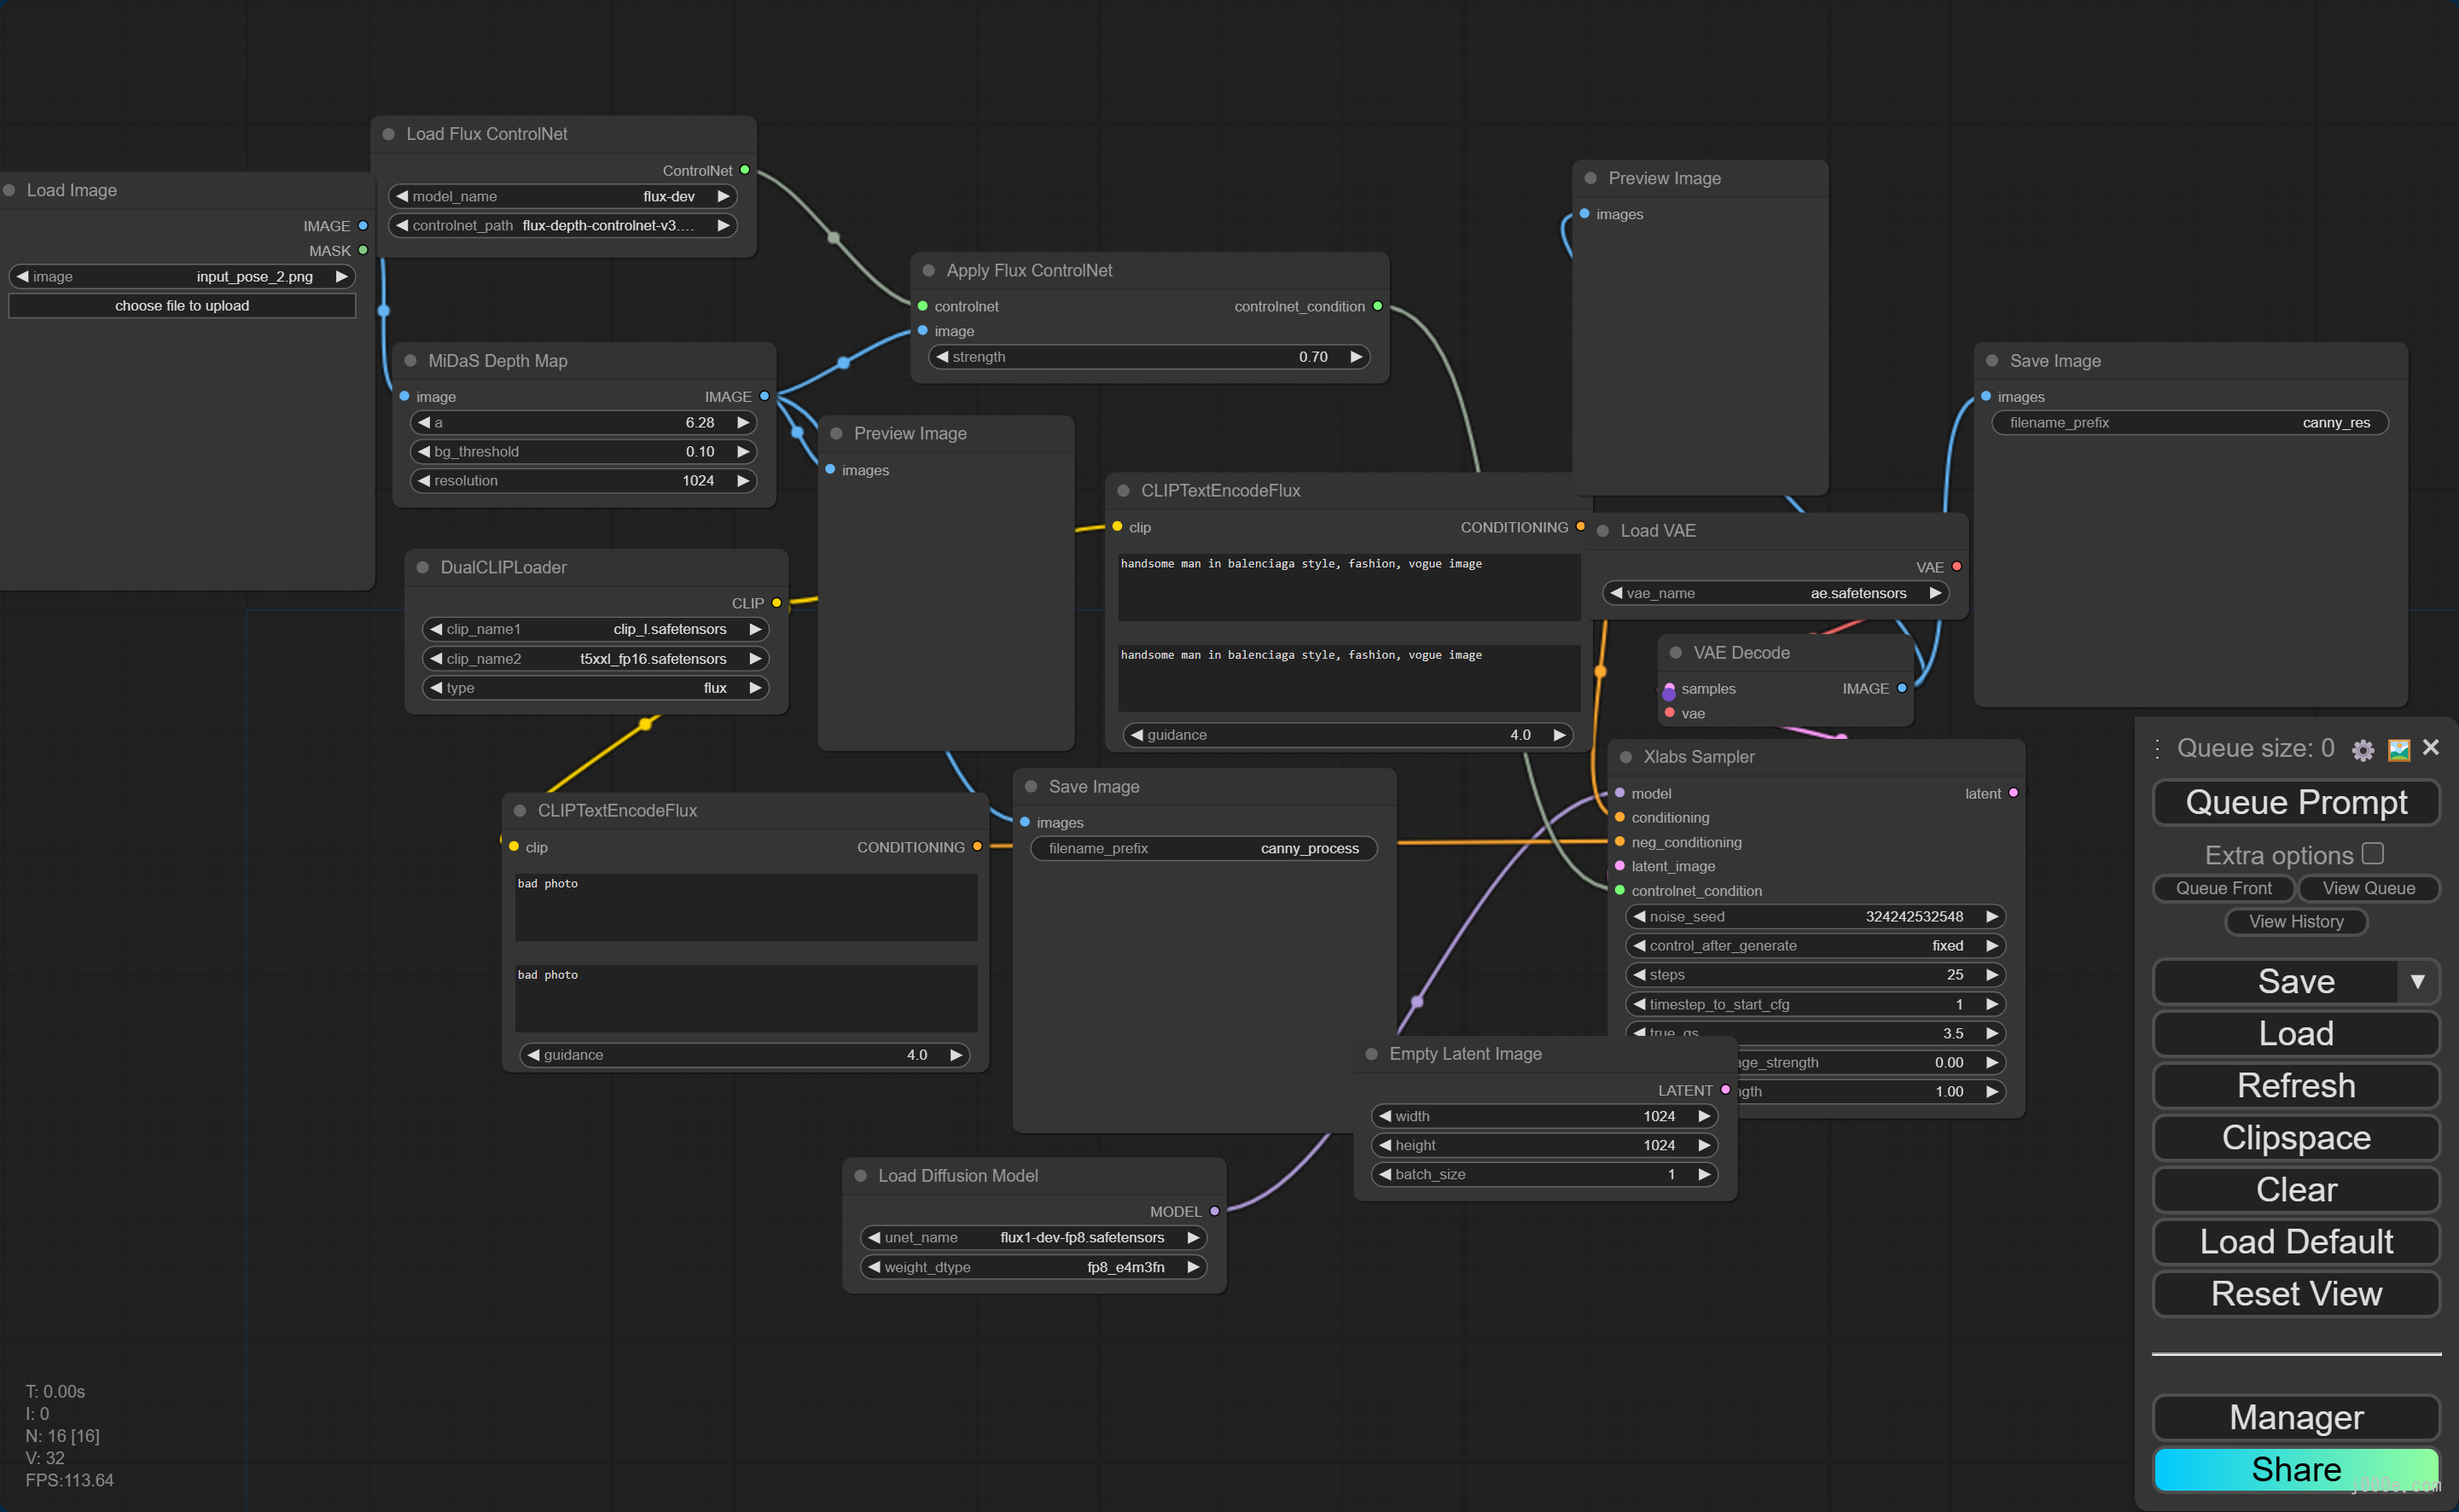 Load Flux ControlNet
ControlNet
model_name flux-dev
controlnet_path flux-depth-controlnet-v3....
Load Image
IMAGE
MASK
image input_pose_2.png
choose file to upload
MiDaS Depth Map
image IMAGE
a 6.28
bg_threshold 0.10
resolution 1024
DualCLIPLoader
CLIP
clip_name1 clip_l.safetensors
clip_name2 t5xxl_fp16.safetensors
type flux
Apply Flux ControlNet
controlnet controlnet_condition
image
strength 0.70
Preview Image
images
CLIPTextEncodeFlux
clip CONDITIONING
handsome man in balenciaga style, fashion, vogue image
handsome man in balenciaga style, fashion, vogue image
guidance 4.0
Preview Image
images
Load VAE
VAE
vae_name ae.safetensors
VAE Decode
samples IMAGE
vae
Save Image
images
filename_prefix canny_res
CLIPTextEncodeFlux
clip CONDITIONING
bad photo
bad photo
guidance 4.0
Save Image
images
filename_prefix canny_process
Xlabs Sampler
model latent
conditioning
neg_conditioning
latent_image
controlnet_condition
noise_seed 324242532548
control_after_generate fixed
steps 25
timestep_to_start_cfg 1
true_gs 3.5
age_strength 0.00
ngth 1.00
Empty Latent Image
LATENT
width 1024
height 1024
batch_size 1
Load Diffusion Model
MODEL
unet_name flux1-dev-fp8.safetensors
weight_dtype fp8_e4m3fn
Queue size: 0
Queue Prompt
Extra options
Queue Front View Queue
View History
Save
Load
Refresh
Clipspace
Clear
Load Default
Reset View
Manager
Share
T: 0.00s
I: 0
N: 16 [16]
V: 32
FPS:113.64